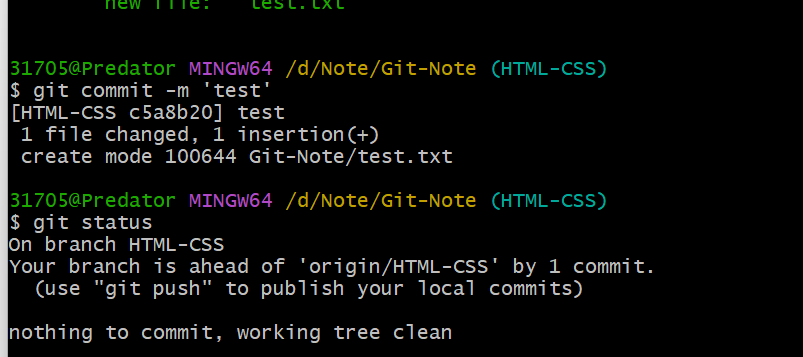 new file:   test.txt
31705@Predator MINGW64 /d/Note/Git-Note (HTML-CSS)
$ git commit -m 'test'
[HTML-CSS c5a8b20] test
 1 file changed, 1 insertion(+)
 create mode 100644 Git-Note/test.txt
31705@Predator MINGW64 /d/Note/Git-Note (HTML-CSS)
$ git status
On branch HTML-CSS
Your branch is ahead of 'origin/HTML-CSS' by 1 commit.
  (use "git push" to publish your local commits)
nothing to commit, working tree clean